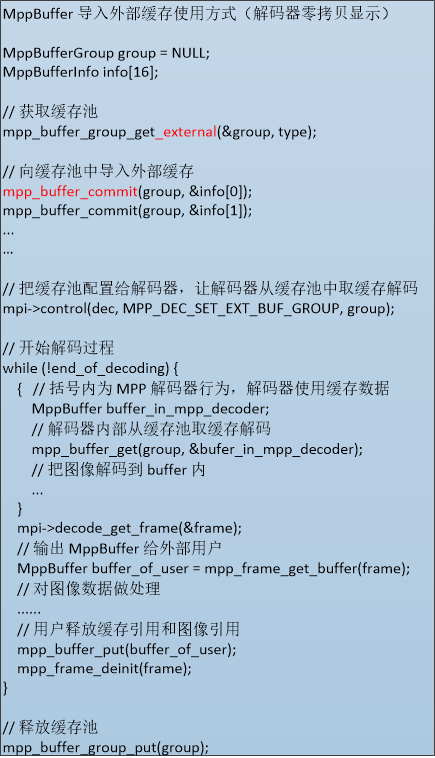 MppBuffer 导入外部缓存使用方式（解码器零拷贝显示）
MppBufferGroup group = NULL;
MppBufferInfo info[16];
// 获取缓存池
mpp_buffer_group_get_external(&group, type);
// 向缓存池中导入外部缓存
mpp_buffer_commit(group, &info[0]);
mpp_buffer_commit(group, &info[1]);
...
…
// 把缓存池配置给解码器，让解码器从缓存池中取缓存解码
mpi->control(dec, MPP_DEC_SET_EXT_BUF_GROUP, group);
// 开始解码过程
while (!end_of_decoding) {
{ // 括号内为 MPP 解码器行为，解码器使用缓存数据
MppBuffer buffer_in_mpp_decoder;
// 解码器内部从缓存池取缓存解码
mpp_buffer_get(group, &bufer_in_mpp_decoder);
// 把图像解码到 buffer 内
...
}
mpi->decode_get_frame(&frame);
// 输出 MppBuffer 给外部用户
MppBuffer buffer_of_user = mpp_frame_get_buffer(frame);
// 对图像数据做处理
......
// 用户释放缓存引用和图像引用
mpp_buffer_put(buffer_of_user);
mpp_frame_deinit(frame);
}
// 释放缓存池
mpp_buffer_group_put(group);